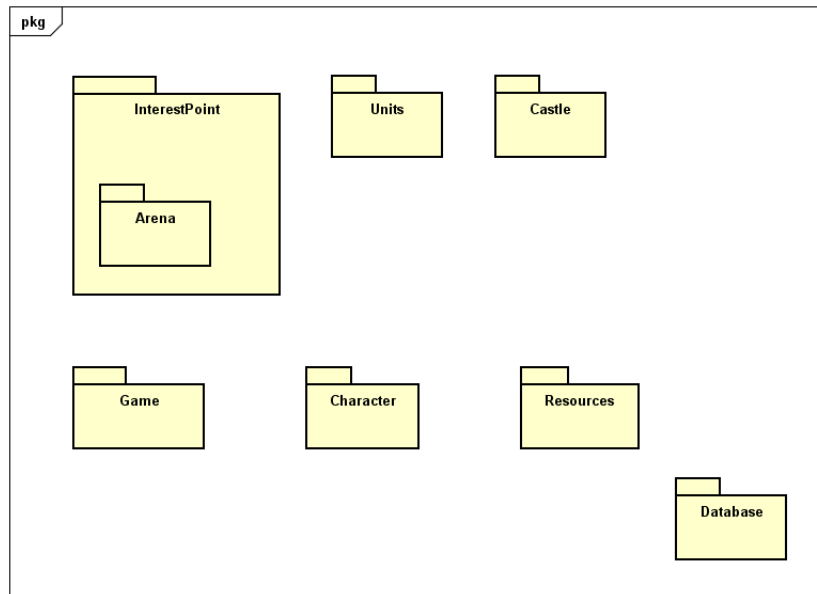 pkg
InterestPoint
Units
Castle
Arena
Game
Character
Resources
Database